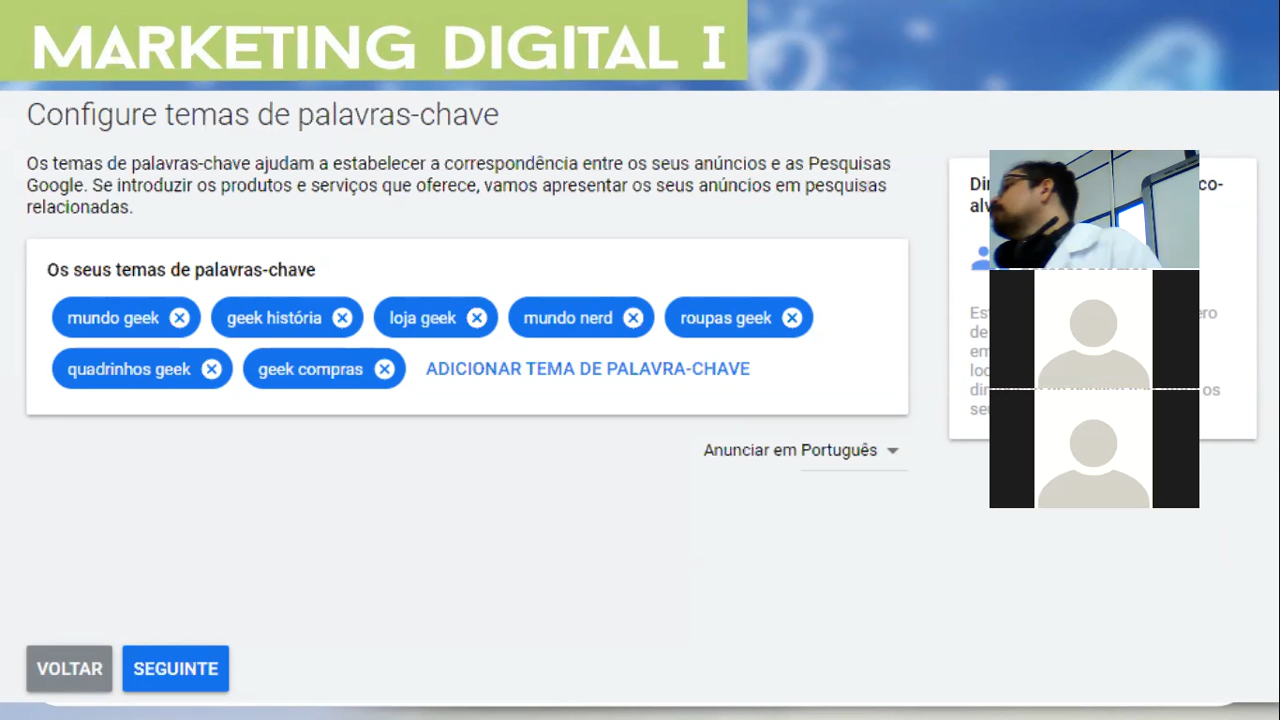 MARKETING DIGITAL I
Configure temas de palavras-chave
Os temas de palavras-chave ajudam a estabelecer a correspondência entre os seus anúncios e as Pesquisas
Google. Se introduzir os produtos e serviços que oferece, vamos apresentar os seus anúncios em pesquisas
relacionadas.
Os seus temas de palavras-chave
mundo geek
geek história
loja geek
mundo nerd
roupas geek
quadrinhos geek
geek compras
ADICIONAR TEMA DE PALAVRA-CHAVE
Anunciar em Português
VOLTAR
SEGUINTE